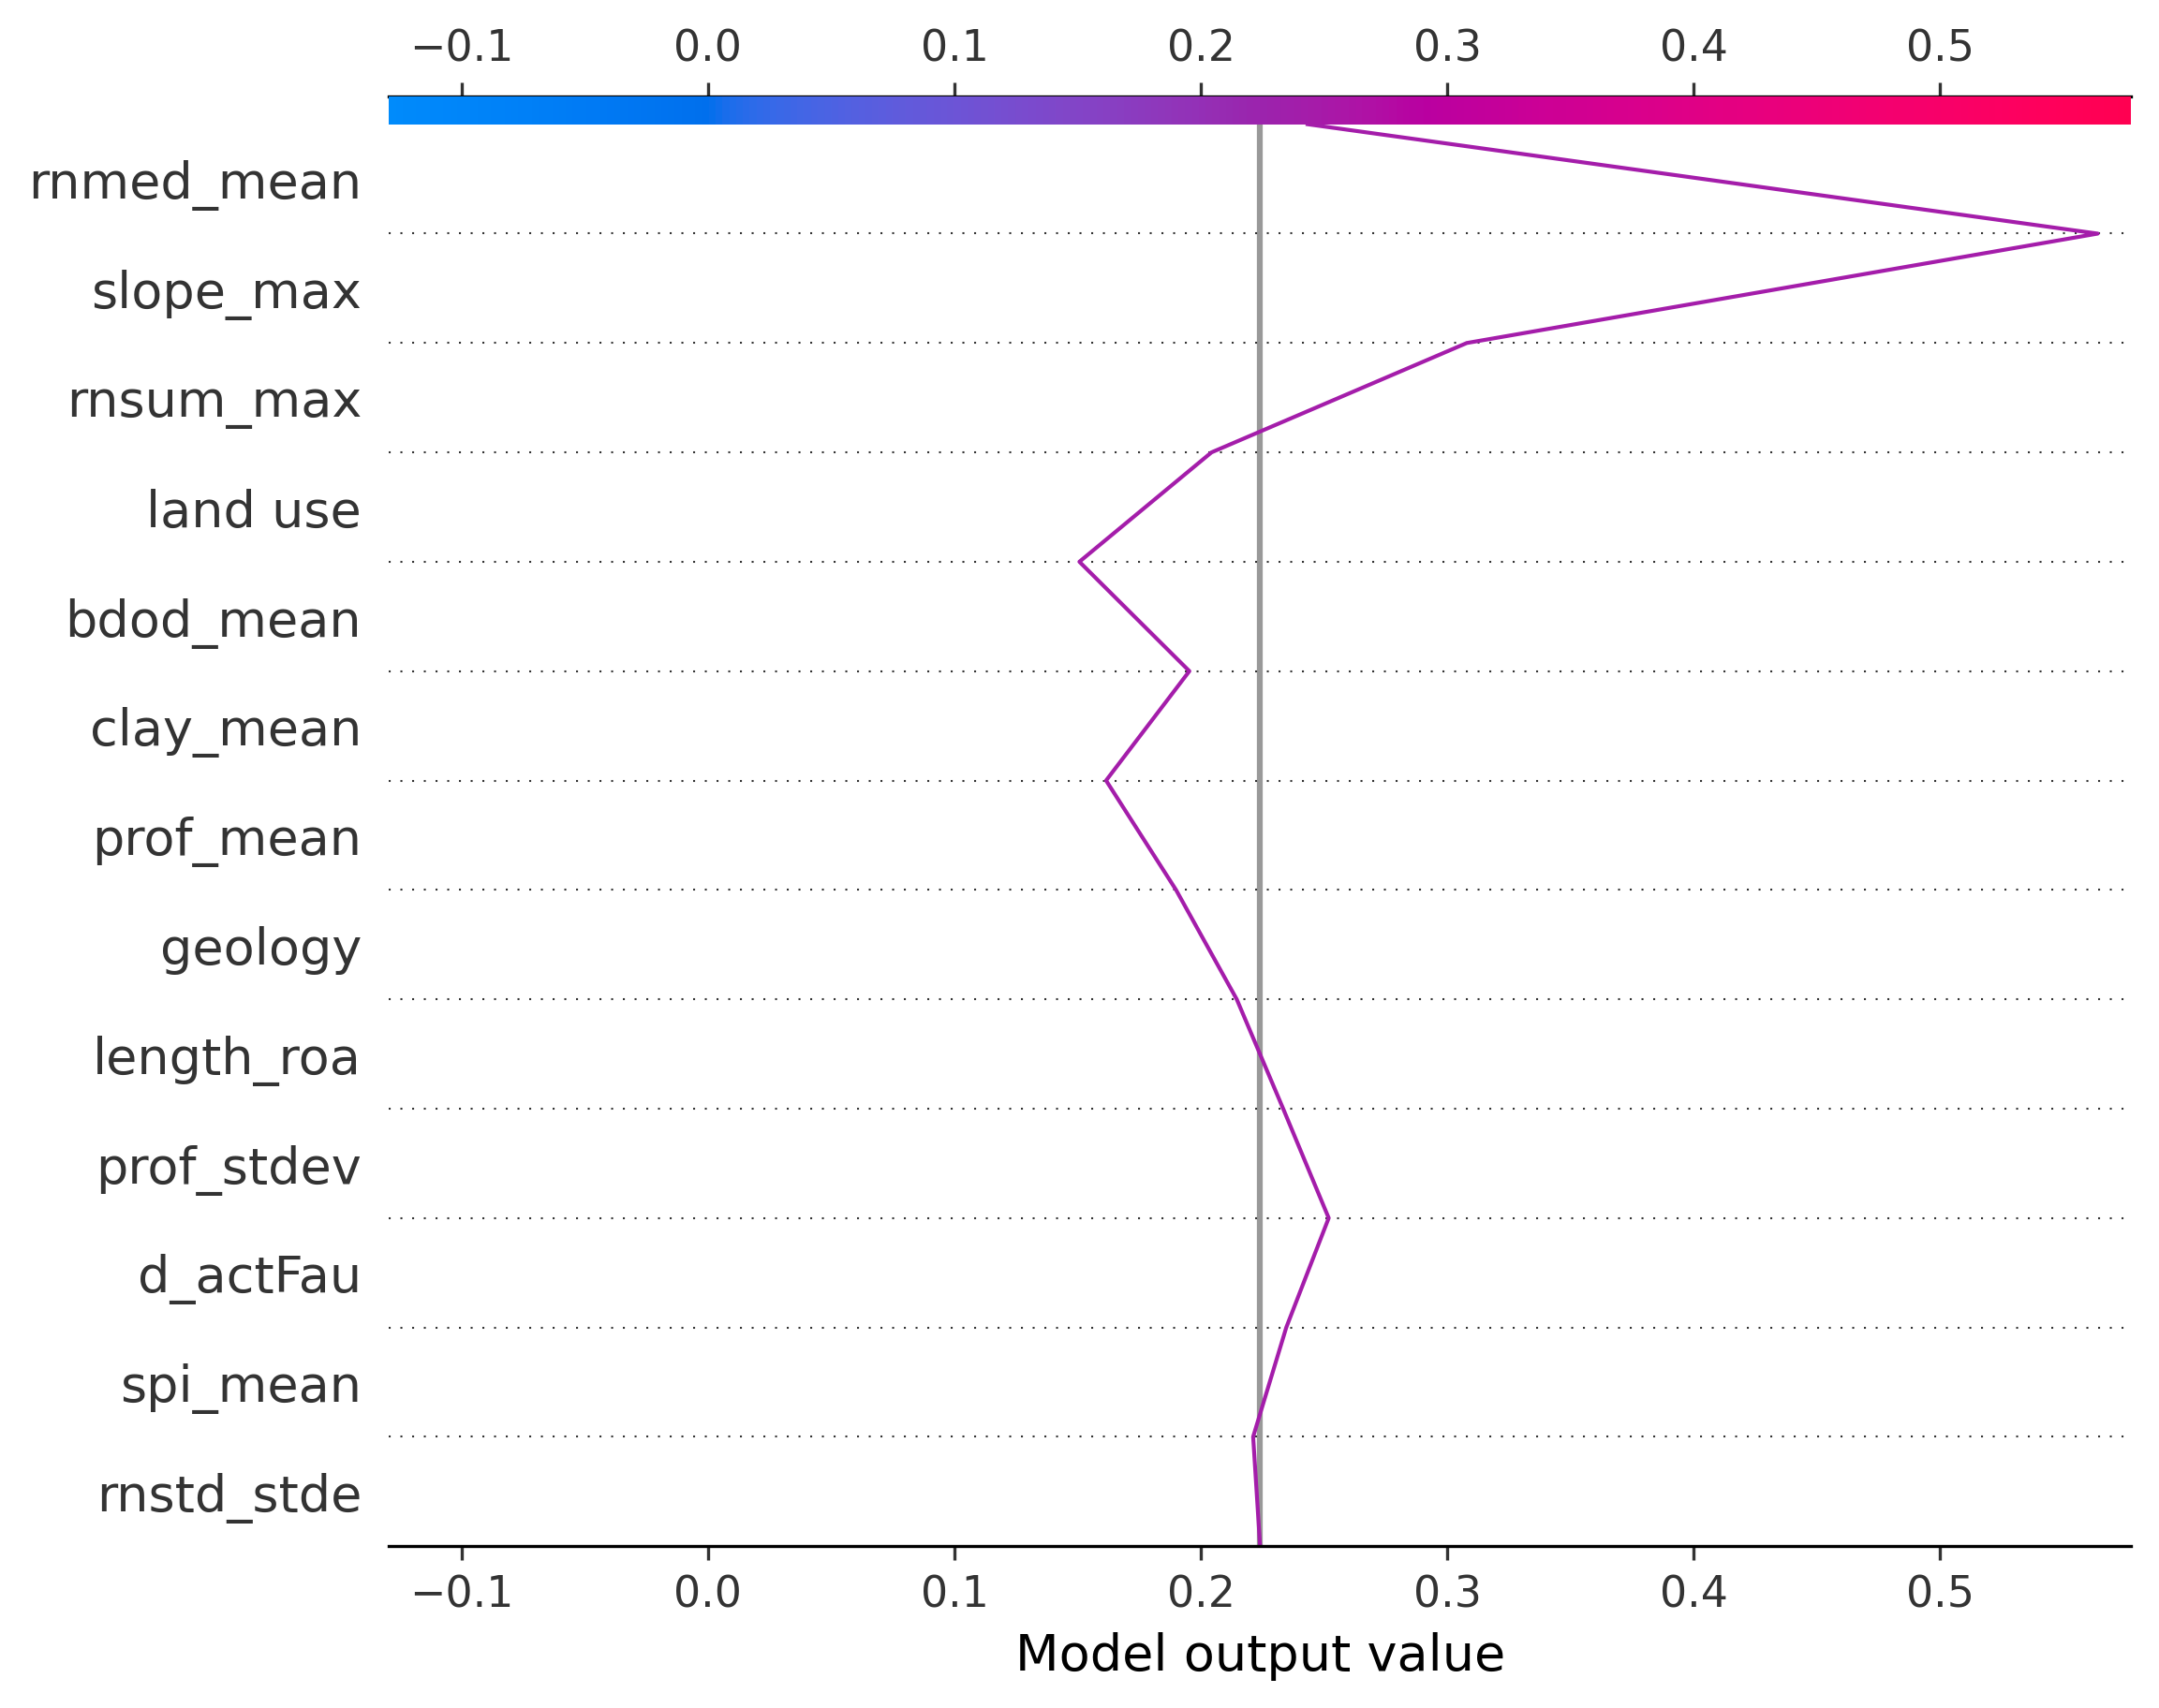 −0.1 0.0 0.1 0.2 0.3 0.4 0.5
rnmed_mean
slope_max
rnsum_max
land use
bdod_mean
clay_mean
prof_mean
geology
length_roa
prof_stdev
d_actFau
spi_mean
rnstd_stde
−0.1 0.0 0.1 0.2 0.3 0.4 0.5
Model output value